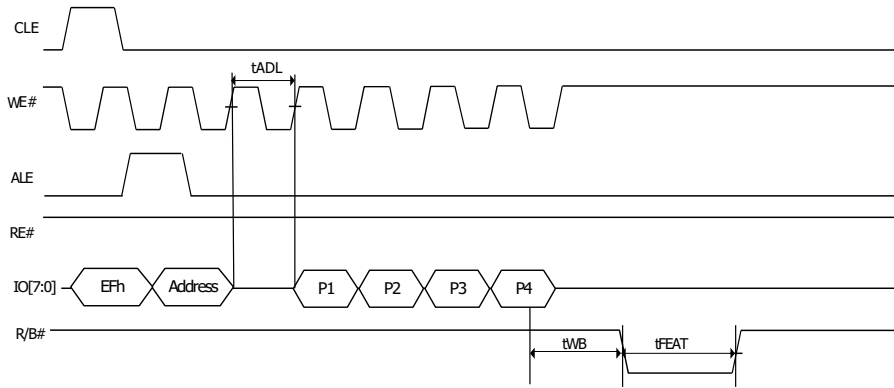 CLE
tADL
WE#
ALE
RE#
IO[7:0] EFh Address P1 P2 P3 P4
R/B#
tWB tFEAT